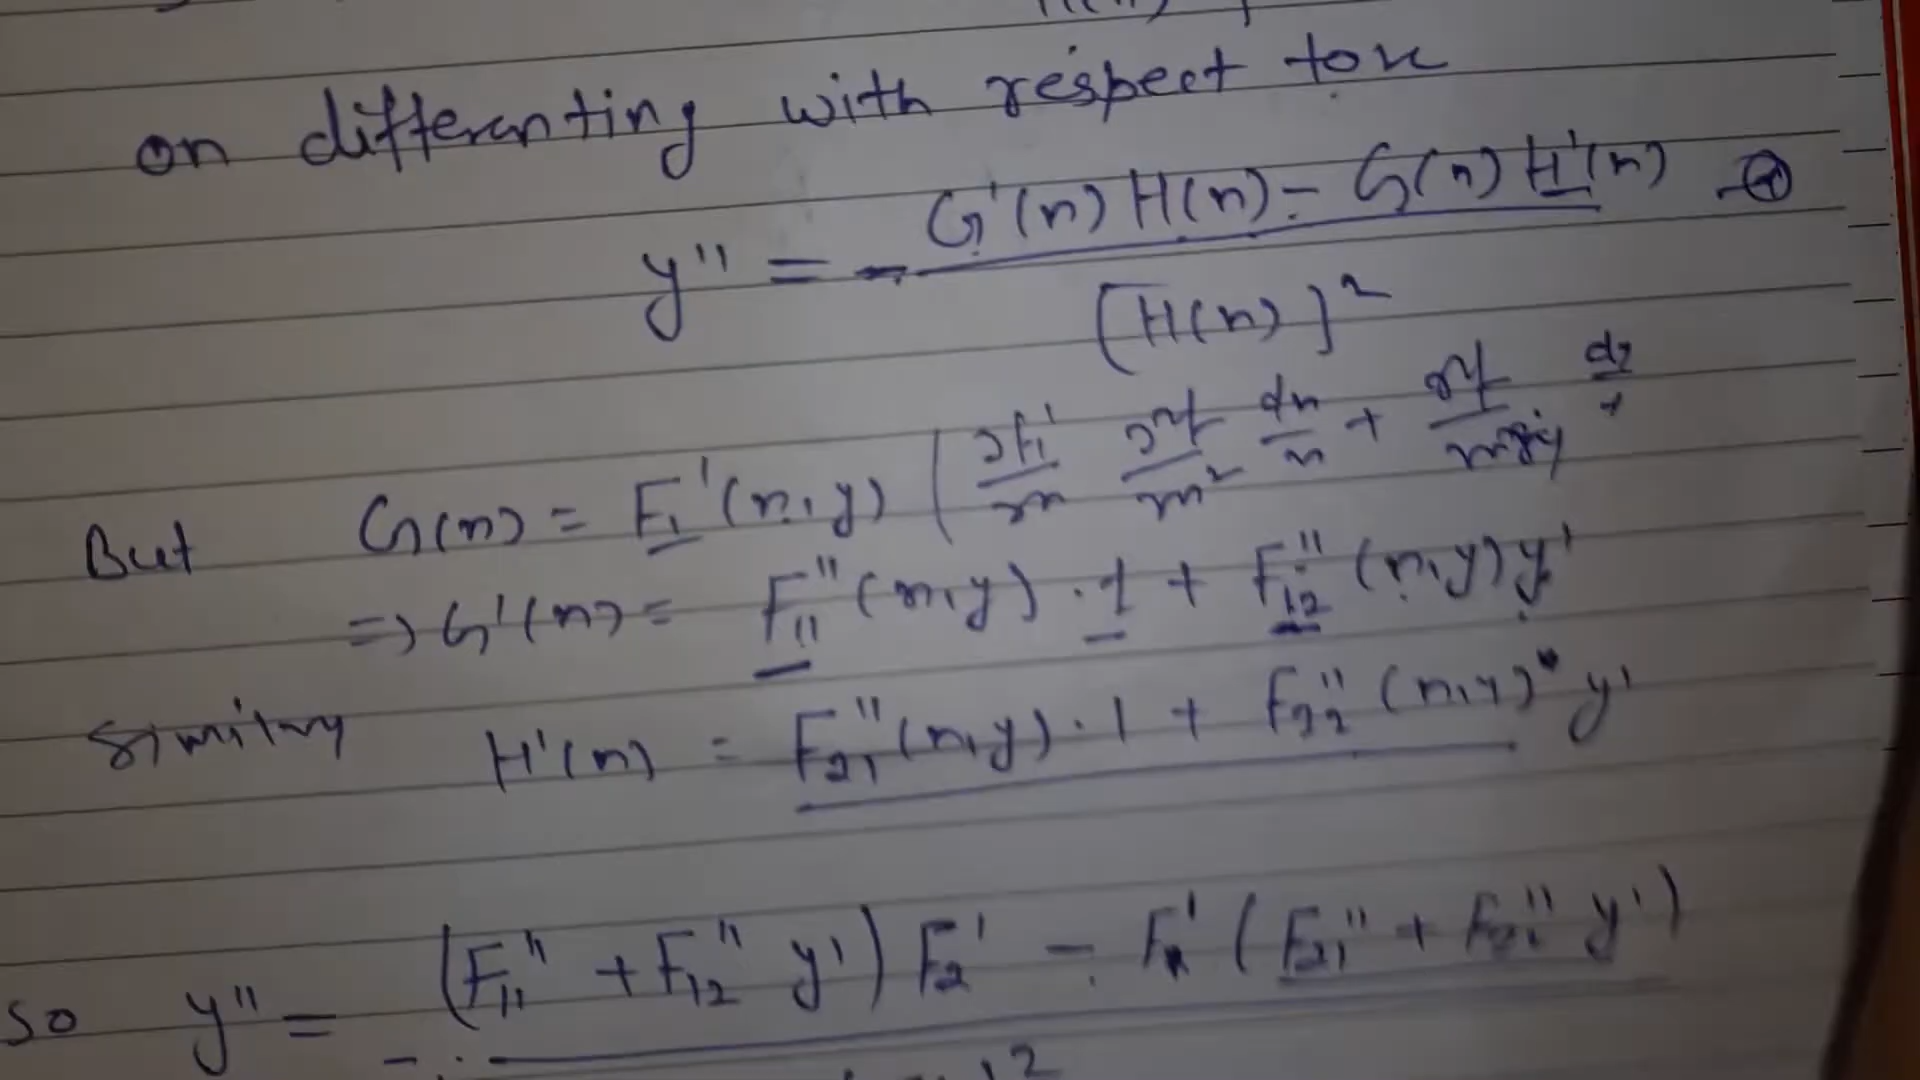 on differenting with respect to x
y'' = - G'(x) H(x) - G(x) H'(x) / [H(x)]²
But G(x) = F₁'(x,y)
=> G'(x) = F₁₁''(x,y) · 1 + F₁₂''(x,y) y'
Similary H'(x) = F₂₁''(x,y) · 1 + F₂₂''(x,y) · y'
so y'' = - (F₁₁'' + F₁₂'' y') F₂' - F₁' (F₂₁'' + F₂₂'' y')